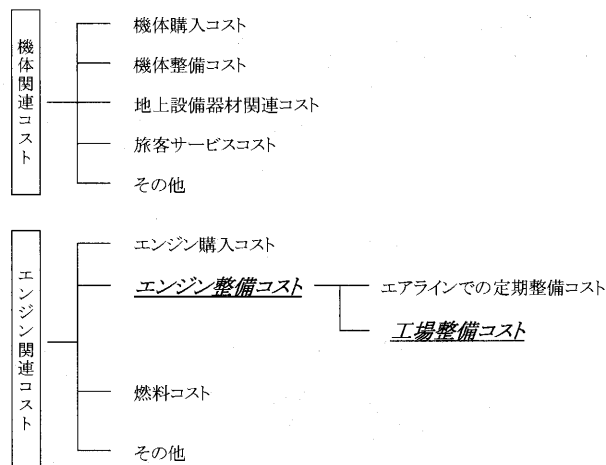 機体関連コスト
機体購入コスト
機体整備コスト
地上設備器材関連コスト
旅客サービスコスト
その他
エンジン関連コスト
エンジン購入コスト
エンジン整備コスト
エアラインでの定期整備コスト
工場整備コスト
燃料コスト
その他